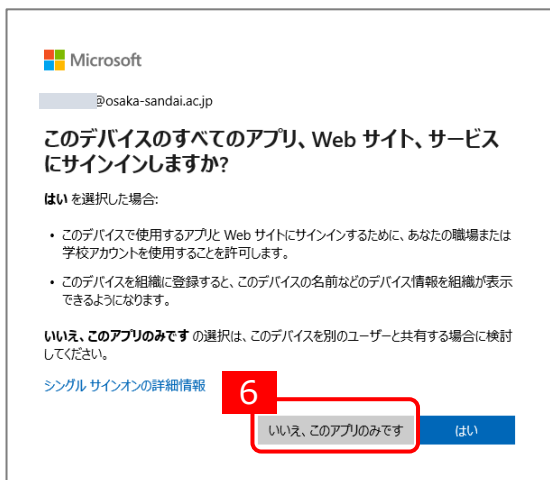 Microsoft
@osaka-sandai.ac.jp
このデバイスのすべてのアプリ、Web サイト、サービス
にサインインしますか?
はい を選択した場合:
• このデバイスで使用するアプリと Web サイトにサインインするために、あなたの職場または
学校アカウントを使用することを許可します。
• このデバイスを組織に登録すると、このデバイスの名前などのデバイス情報を組織が表示
できるようになります。
いいえ、このアプリのみです の選択は、このデバイスを別のユーザーと共有する場合に検討
してください。
シングル サインオンの詳細情報
6
いいえ、このアプリのみです
はい